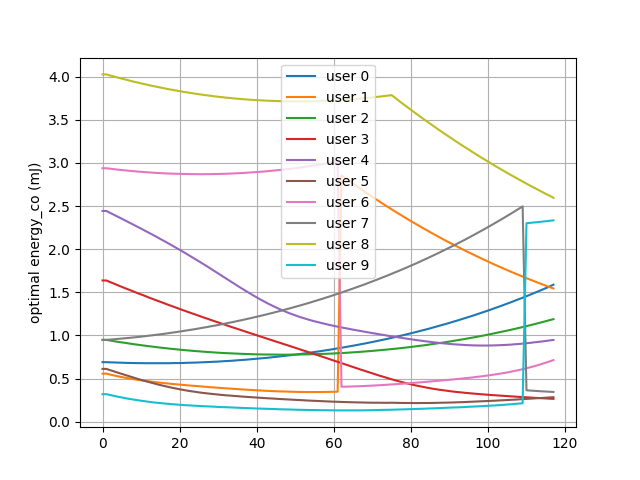 optimal energy_co (mJ)
4.0
3.5
3.0
2.5
2.0
1.5
1.0
0.5
0.0
0 20 40 60 80 100 120
user 0
user 1
user 2
user 3
user 4
user 5
user 6
user 7
user 8
user 9